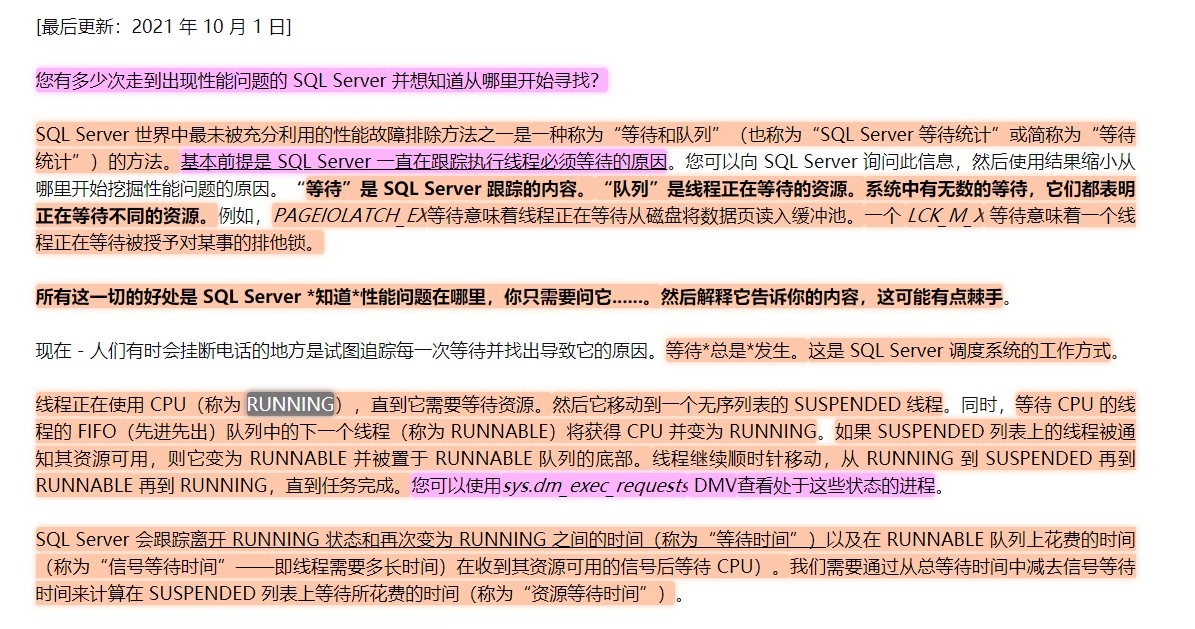 [最后更新：2021 年 10 月 1 日]
您有多少次走到出现性能问题的 SQL Server 并想知道从哪里开始寻找？
SQL Server 世界中最未被充分利用的性能故障排除方法之一是一种称为“等待和队列”（也称为“SQL Server 等待统计”或简称为“等待
统计”）的方法。基本前提是 SQL Server 一直在跟踪执行线程必须等待的原因。您可以向 SQL Server 询问此信息，然后使用结果缩小从
哪里开始挖掘性能问题的原因。“等待”是 SQL Server 跟踪的内容。“队列”是线程正在等待的资源。系统中有无数的等待，它们都表明
正在等待不同的资源。例如，PAGEIOLATCH_EX等待意味着线程正在等待从磁盘将数据页读入缓冲池。一个 LCK_M_X 等待意味着一个线
程正在等待被授予对某事的排他锁。
所有这一切的好处是 SQL Server *知道*性能问题在哪里，你只需要问它......。然后解释它告诉你的内容，这可能有点棘手。
现在 - 人们有时会挂断电话的地方是试图追踪每一次等待并找出导致它的原因。等待*总是*发生。这是 SQL Server 调度系统的工作方式。
线程正在使用 CPU（称为 RUNNING），直到它需要等待资源。然后它移动到一个无序列表的 SUSPENDED 线程。同时，等待 CPU 的线
程的 FIFO（先进先出）队列中的下一个线程（称为 RUNNABLE）将获得 CPU 并变为 RUNNING。如果 SUSPENDED 列表上的线程被通
知其资源可用，则它变为 RUNNABLE 并被置于 RUNNABLE 队列的底部。线程继续顺时针移动，从 RUNNING 到 SUSPENDED 再到
RUNNABLE 再到 RUNNING，直到任务完成。您可以使用sys.dm_exec_requests DMV查看处于这些状态的进程。
SQL Server 会跟踪离开 RUNNING 状态和再次变为 RUNNING 之间的时间（称为“等待时间”）以及在 RUNNABLE 队列上花费的时间
（称为“信号等待时间”——即线程需要多长时间）在收到其资源可用的信号后等待 CPU）。我们需要通过从总等待时间中减去信号等待
时间来计算在 SUSPENDED 列表上等待所花费的时间（称为“资源等待时间”）。